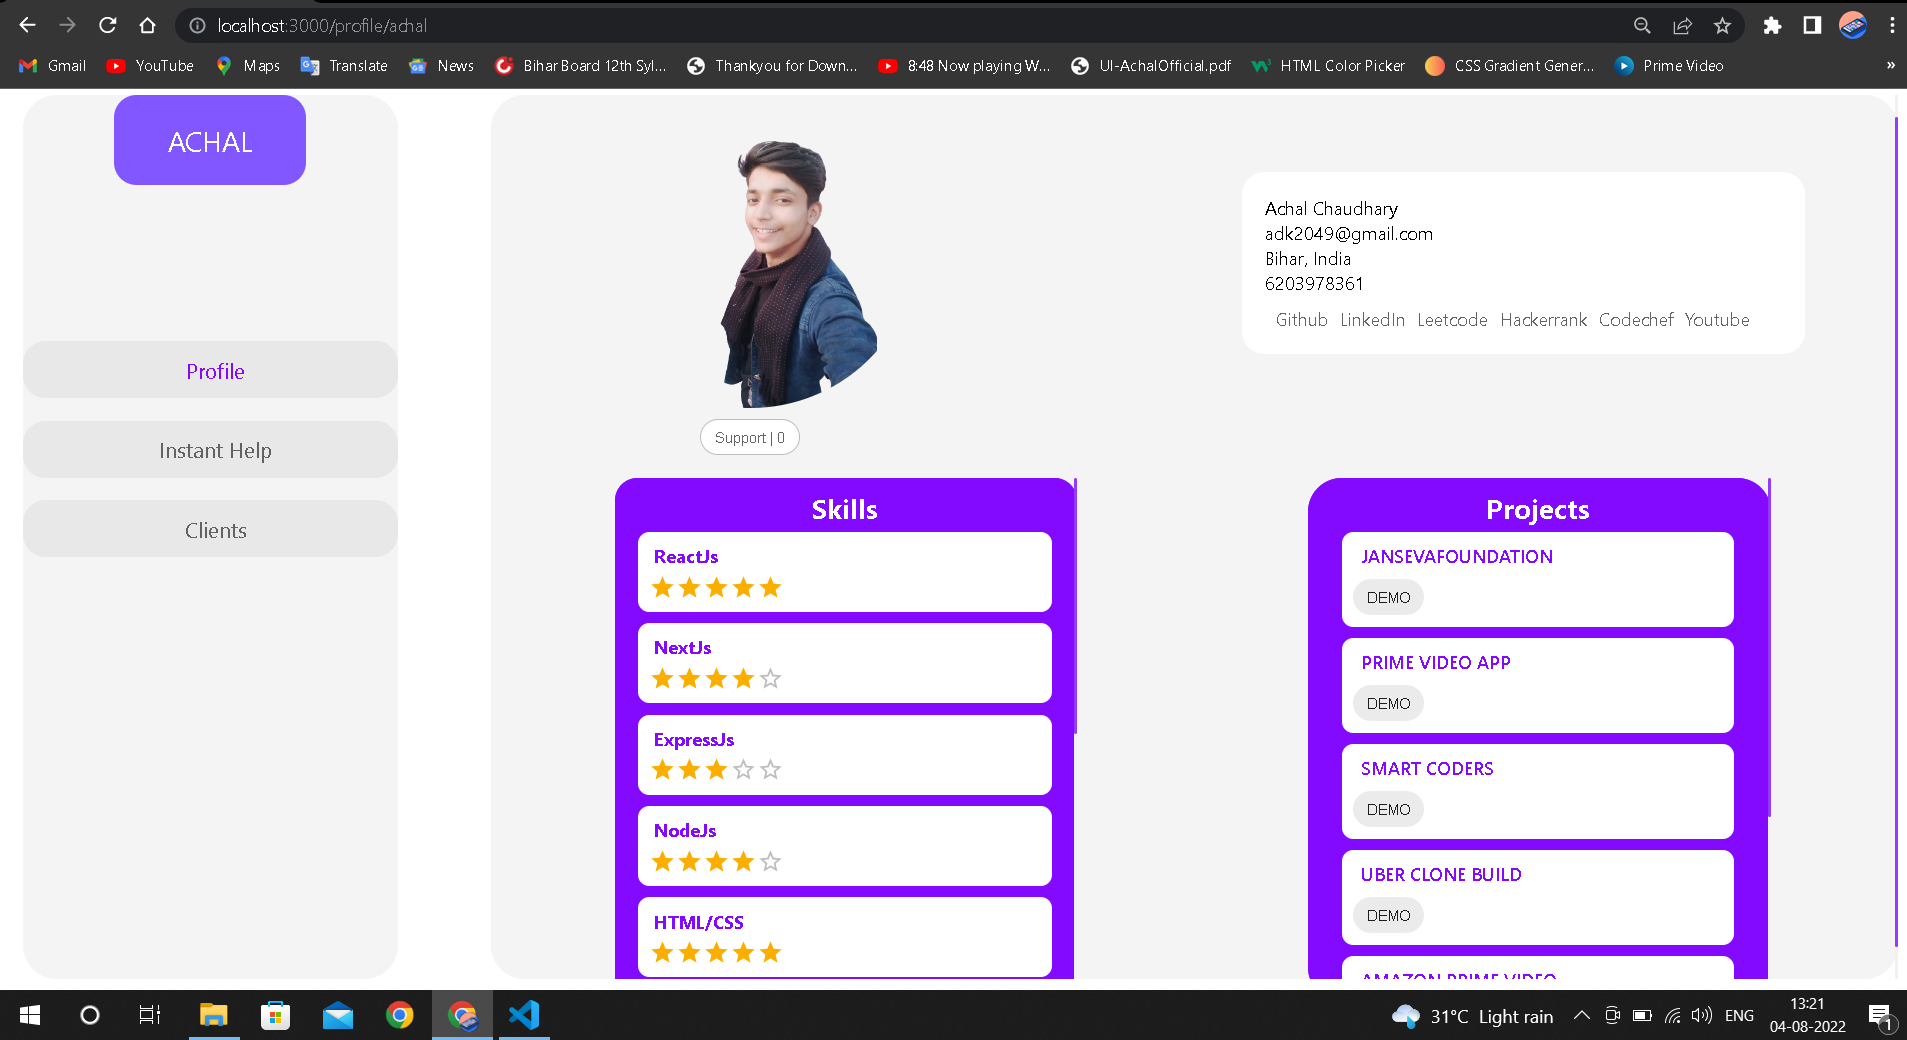 localhost:3000/profile/achal
Gmail YouTube Maps Translate News Bihar Board 12th Syl... Thankyou for Down... 8:48 Now playing W... UI-AchalOfficial.pdf HTML Color Picker CSS Gradient Gener... Prime Video »
ACHAL
Profile
Instant Help
Clients
Support | 0
Achal Chaudhary
adk2049@gmail.com
Bihar, India
6203978361
Github LinkedIn Leetcode Hackerrank Codechef Youtube
Skills
ReactJs
NextJs
ExpressJs
NodeJs
HTML/CSS
Projects
JANSEVAFOUNDATION
DEMO
PRIME VIDEO APP
DEMO
SMART CODERS
DEMO
UBER CLONE BUILD
DEMO
AMAZON PRIME VIDEO
31°C Light rain ENG
13:21
04-08-2022
1